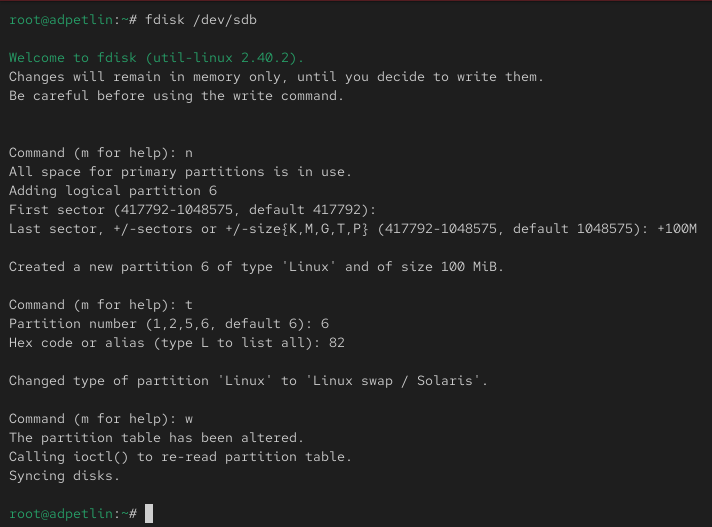 root@adpetlin:~# fdisk /dev/sdb
Welcome to fdisk (util-linux 2.40.2).
Changes will remain in memory only, until you decide to write them.
Be careful before using the write command.
Command (m for help): n
All space for primary partitions is in use.
Adding logical partition 6
First sector (417792-1048575, default 417792):
Last sector, +/-sectors or +/-size{K,M,G,T,P} (417792-1048575, default 1048575): +100M
Created a new partition 6 of type 'Linux' and of size 100 MiB.
Command (m for help): t
Partition number (1,2,5,6, default 6): 6
Hex code or alias (type L to list all): 82
Changed type of partition 'Linux' to 'Linux swap / Solaris'.
Command (m for help): w
The partition table has been altered.
Calling ioctl() to re-read partition table.
Syncing disks.
root@adpetlin:~#